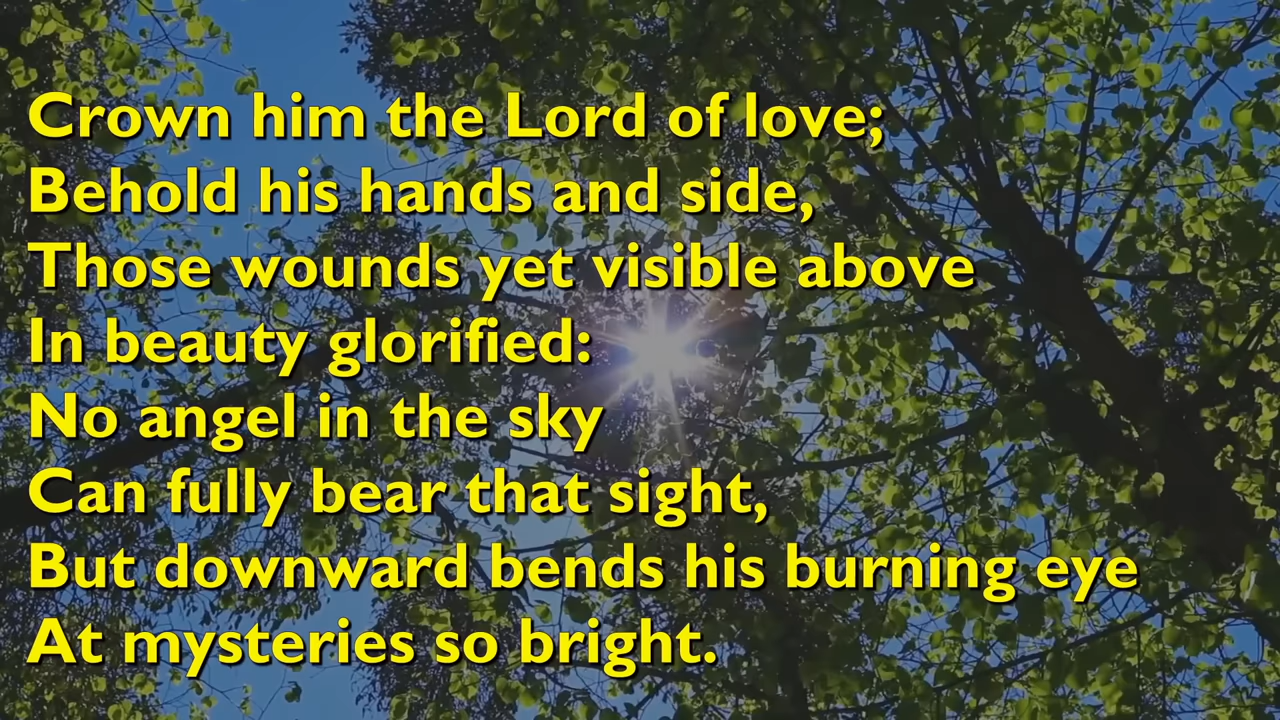 Crown him the Lord of love;
Behold his hands and side,
Those wounds yet visible above
In beauty glorified:
No angel in the sky
Can fully bear that sight,
But downward bends his burning eye
At mysteries so bright.